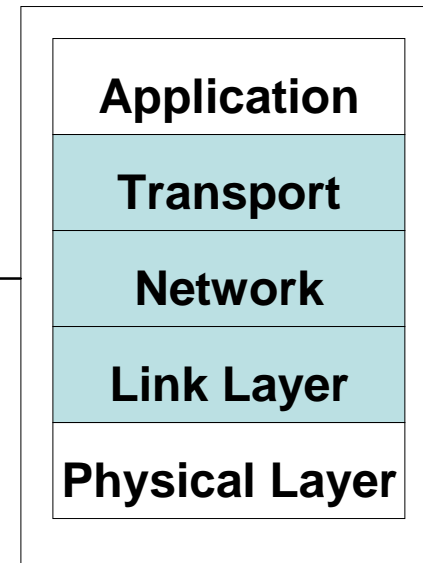 Application
Transport
Network
Link Layer
Physical Layer